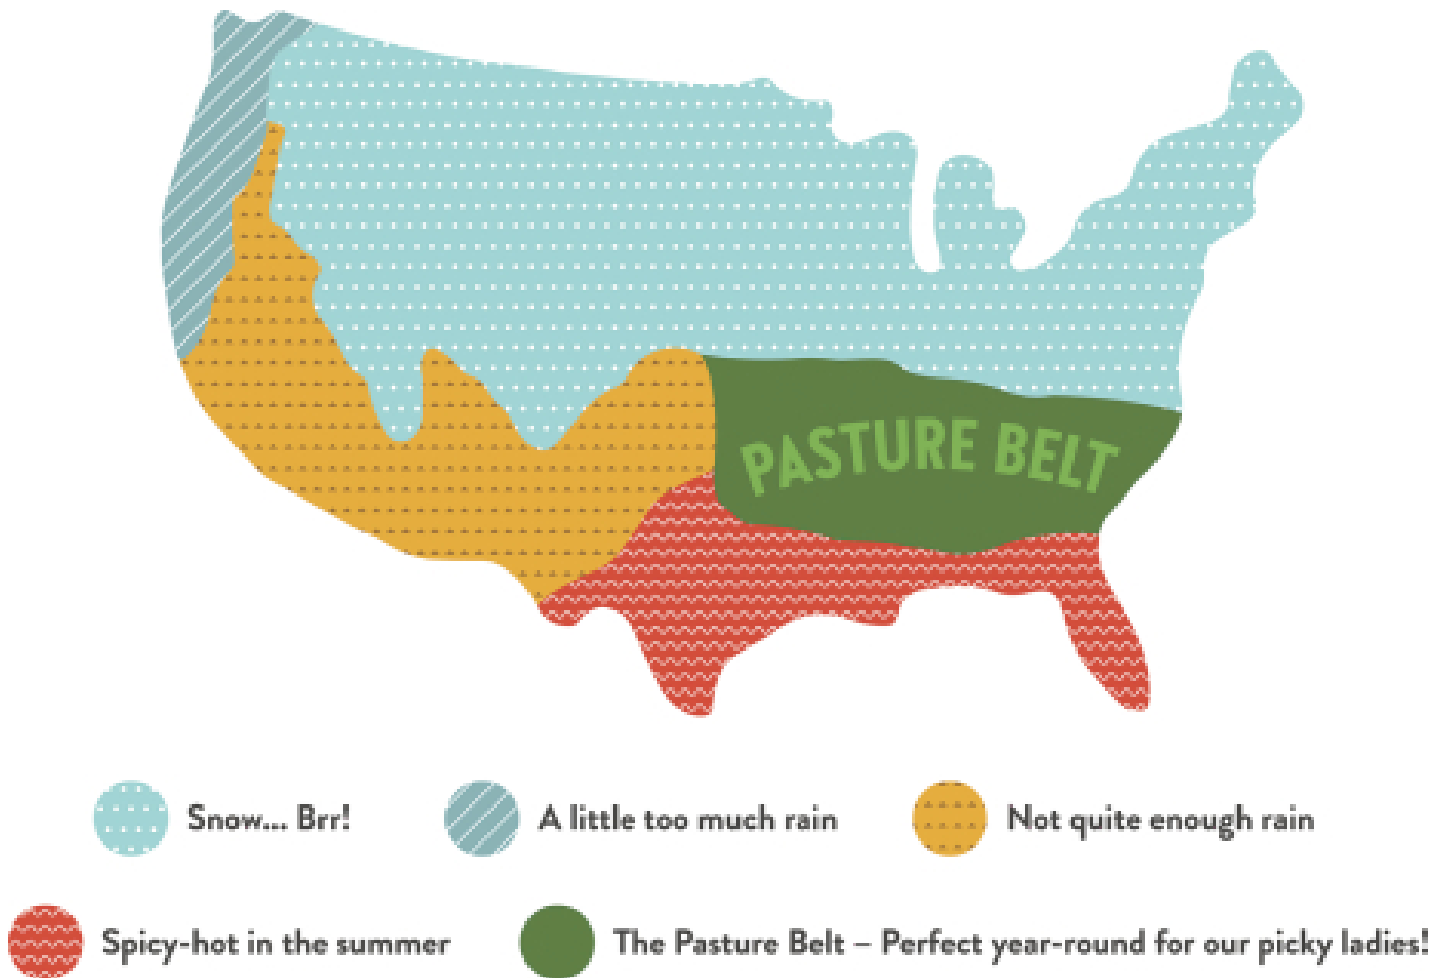 PASTURE BELT
Snow... Brr!
A little too much rain
Not quite enough rain
Spicy-hot in the summer
The Pasture Belt – Perfect year-round for our picky ladies!